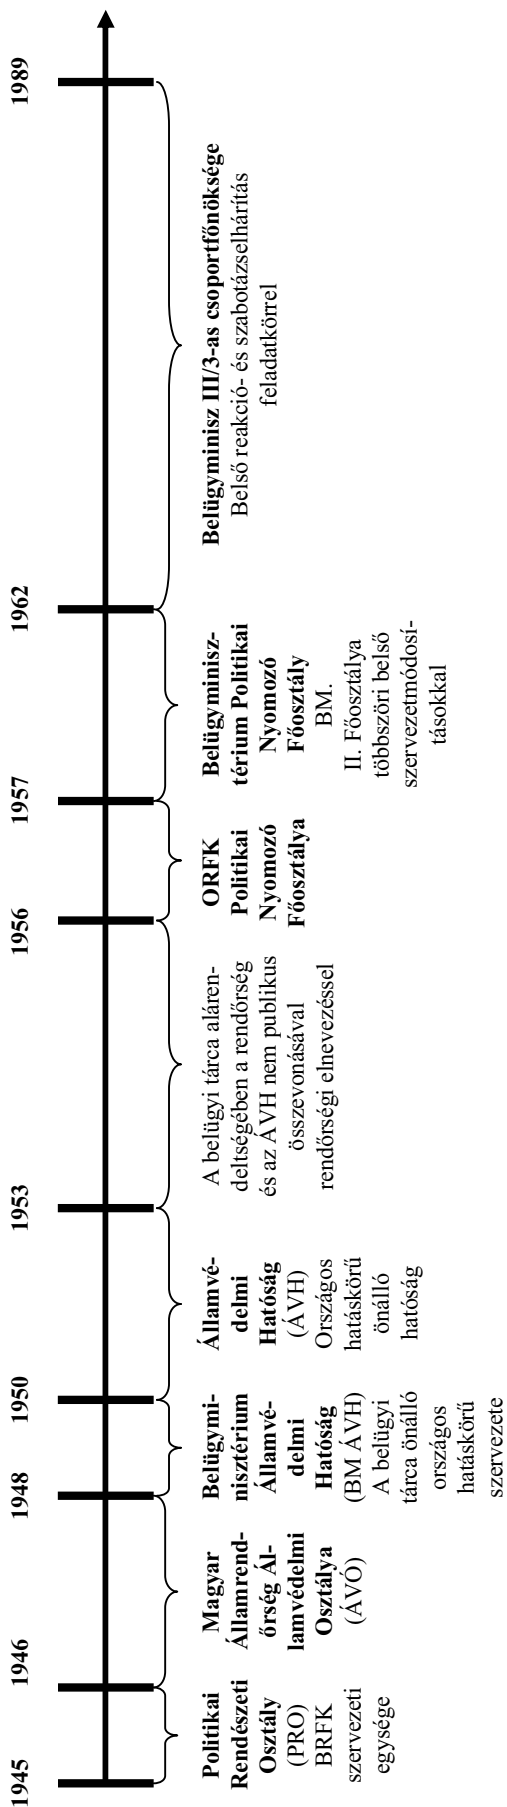 1945
1946
1948
1950
1953
1956
1957
1962
1989
Politikai
Rendészeti
Osztály
(PRO)
BRFK
szervezeti
egysége
Magyar
Államrend-
őrség Ál-
lamvédelmi
Osztálya
(ÁVÓ)
Belügymi-
nisztérium
Államvé-
delmi
Hatóság
(BM ÁVH)
A belügyi
tárca önálló
országos
hatáskörű
szervezete
Államvé-
delmi
Hatóság
(ÁVH)
Országos
hatáskörű
önálló
hatóság
A belügyi tárca aláren-
deltségében a rendőrség
és az ÁVH nem publikus
összevonásával
rendőrségi elnevezéssel
ORFK
Politikai
Nyomozó
Főosztálya
Belügyminisz-
térium Politikai
Nyomozó
Főosztály
BM.
II. Főosztálya
többszöri belső
szervezetmódosí-
tásokkal
Belügyminisz III/3-as csoportfőnöksége
Belső reakció- és szabotázselhárítás
feladatkörrel